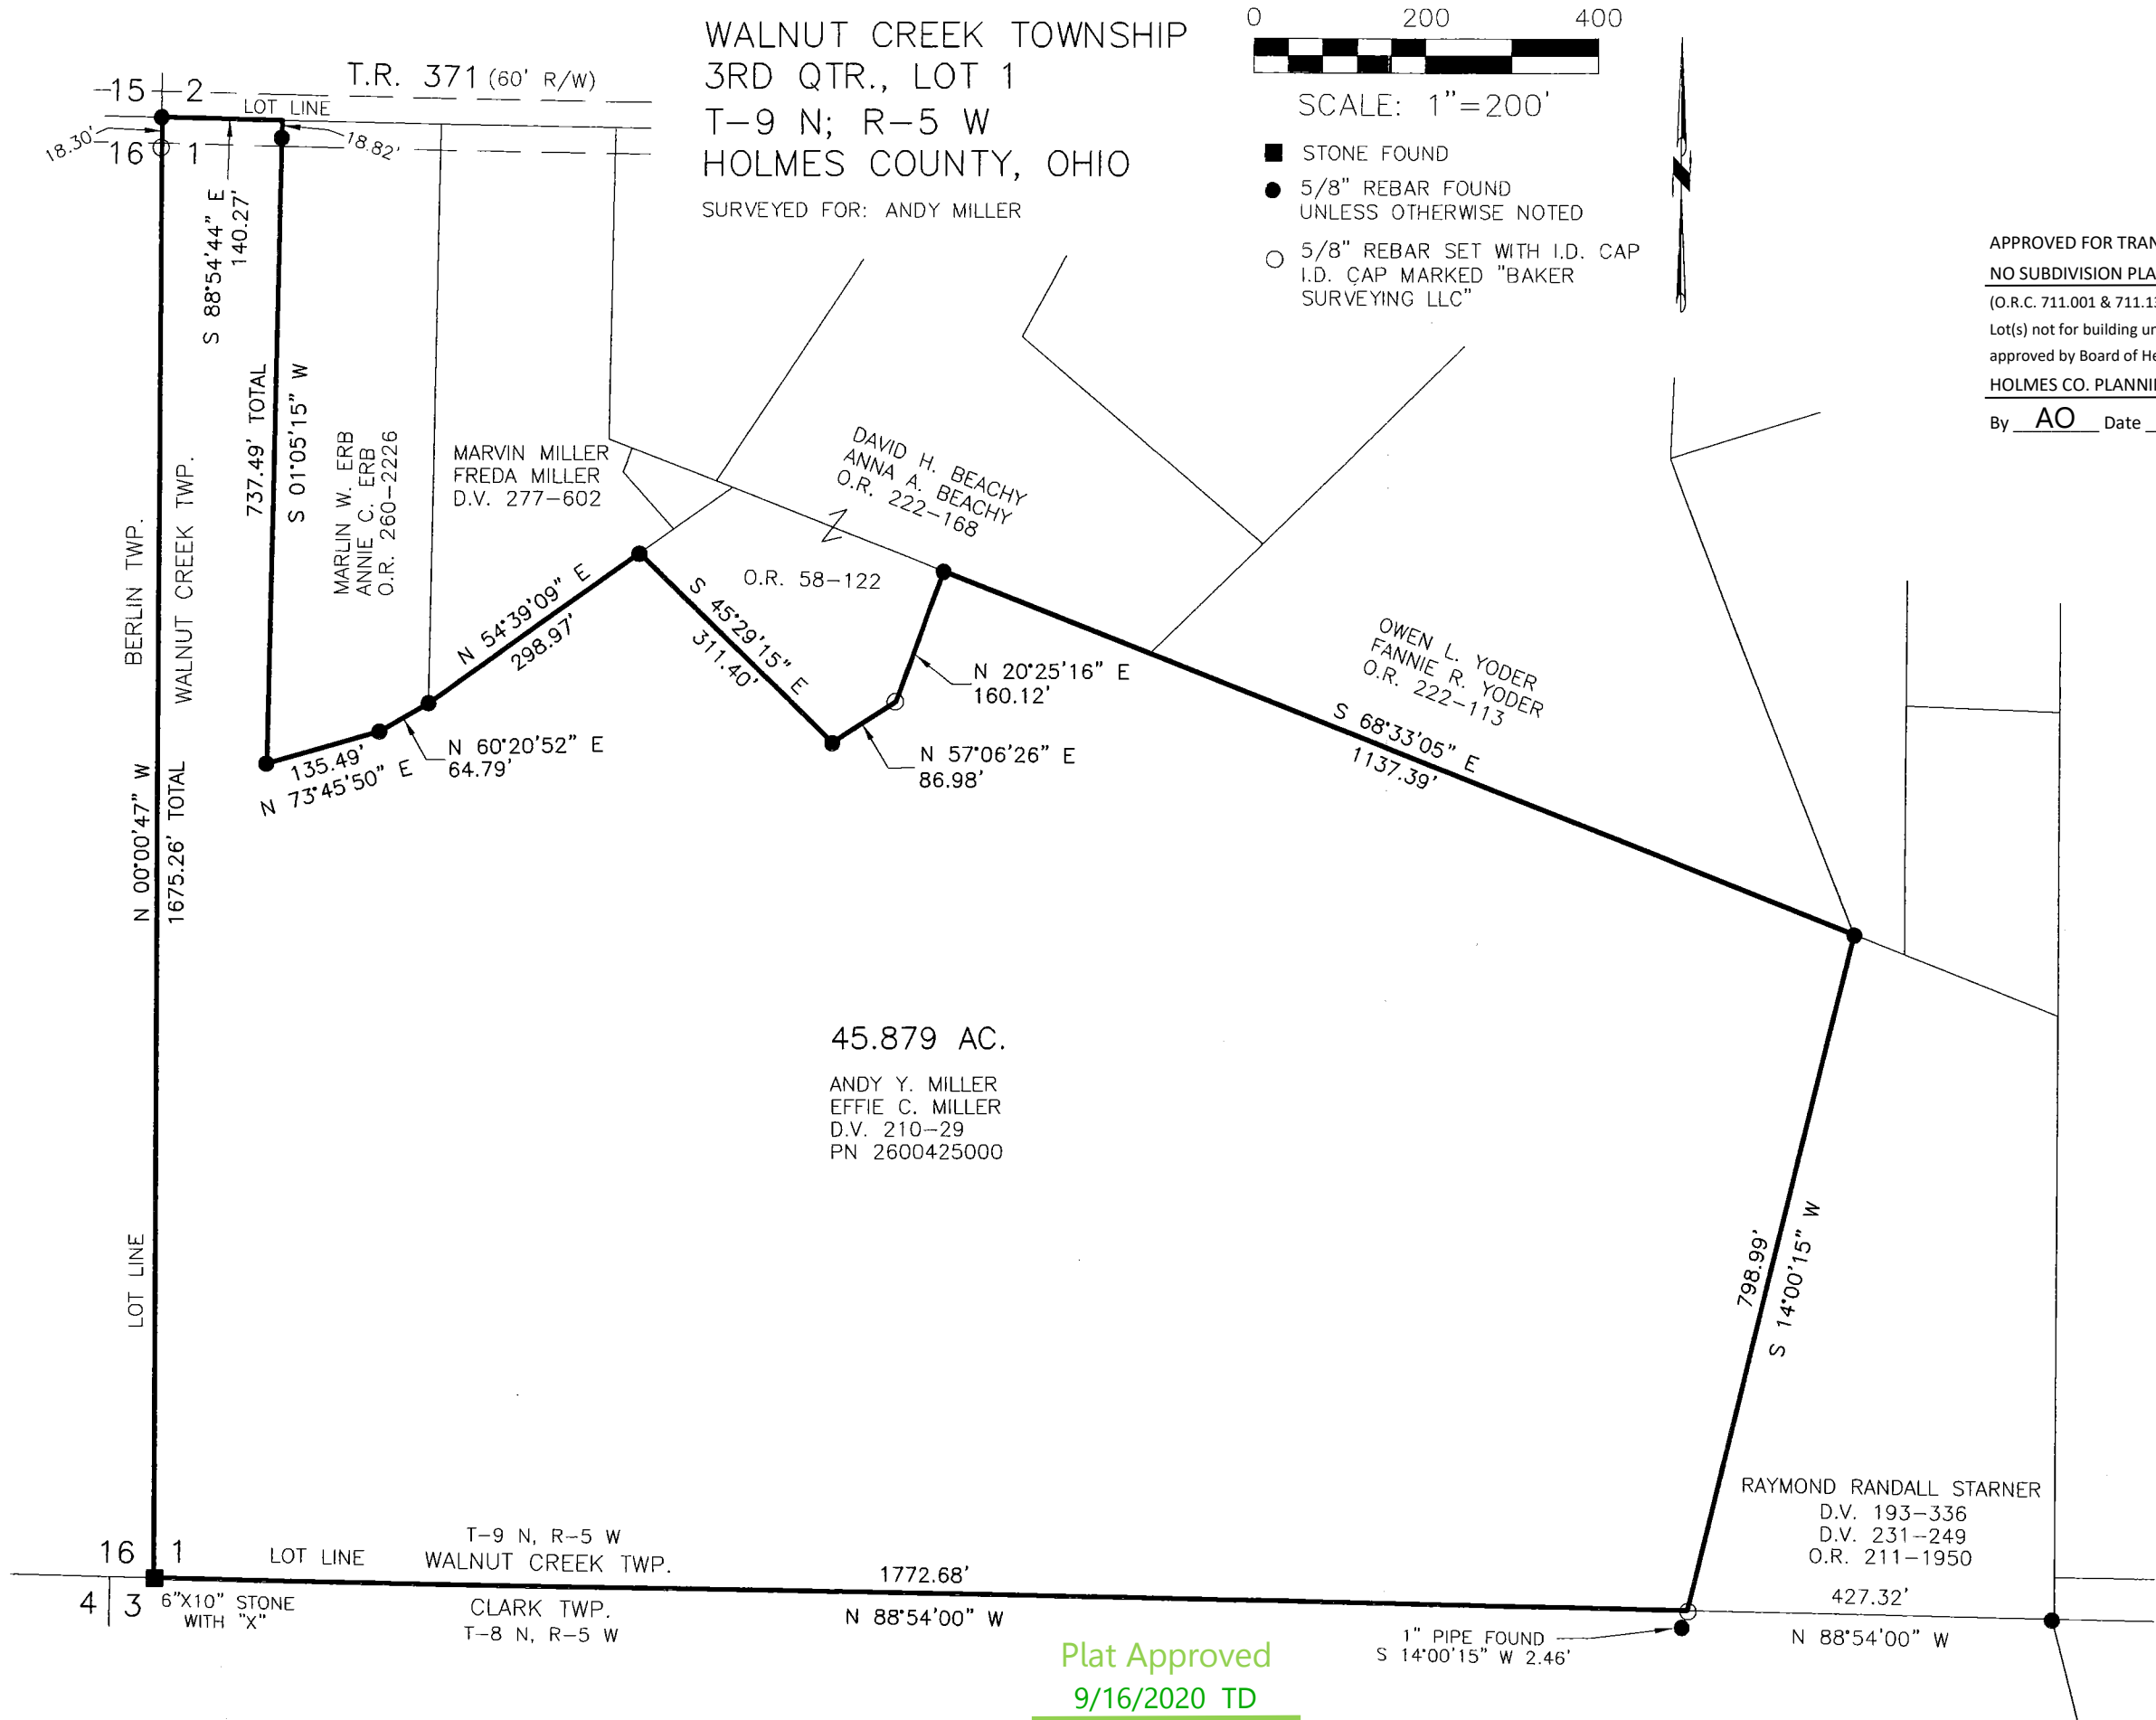 WALNUT CREEK TOWNSHIP
3RD QTR., LOT 1
T-9 N; R-5 W
HOLMES COUNTY, OHIO
SURVEYED FOR: ANDY MILLER
0 200 400
SCALE: 1"=200'
STONE FOUND
5/8" REBAR FOUND
UNLESS OTHERWISE NOTED
5/8" REBAR SET WITH I.D. CAP
I.D. CAP MARKED "BAKER
SURVEYING LLC"
APPROVED FOR
NO SUBDIVISION
(O.R.C. 711.001 &
Lot(s) not for building
approved by Board of
HOLMES CO.
By AO Date
15 2
T.R. 371 (60' R/W)
LOT LINE
18.30'
16 1
18.82'
S 88°54'44" E
140.27'
737.49' TOTAL
S 01°05'15" W
MARLIN W. ERB
ANNIE C. ERB
O.R. 260-2226
MARVIN MILLER
FREDA MILLER
D.V. 277-602
DAVID H. BEACHY
ANNA A. BEACHY
O.R. 222-168
O.R. 58-122
BERLIN TWP.
WALNUT CREEK TWP.
N 54°39'09" E
298.97'
S 45°29'15" E
311.40'
N 20°25'16" E
160.12'
N 57°06'26" E
86.98'
N 60°20'52" E
64.79'
135.49'
N 73°45'50" E
OWEN L. YODER
FANNIE R. YODER
O.R. 222-113
S 68°33'05" E
1137.39'
N 00°00'47" W
1675.26' TOTAL
45.879 AC.
ANDY Y. MILLER
EFFIE C. MILLER
D.V. 210-29
PN 2600425000
LOT LINE
798.99'
S 14°00'15" W
RAYMOND RANDALL STARNER
D.V. 193-336
D.V. 231-249
O.R. 211-1950
427.32'
N 88°54'00" W
16 1
LOT LINE
T-9 N, R-5 W
WALNUT CREEK TWP.
1772.68'
N 88°54'00" W
4 3
6"X10" STONE
WITH "X"
CLARK TWP.
T-8 N, R-5 W
1" PIPE FOUND
S 14°00'15" W 2.46'
Plat Approved
9/16/2020 TD